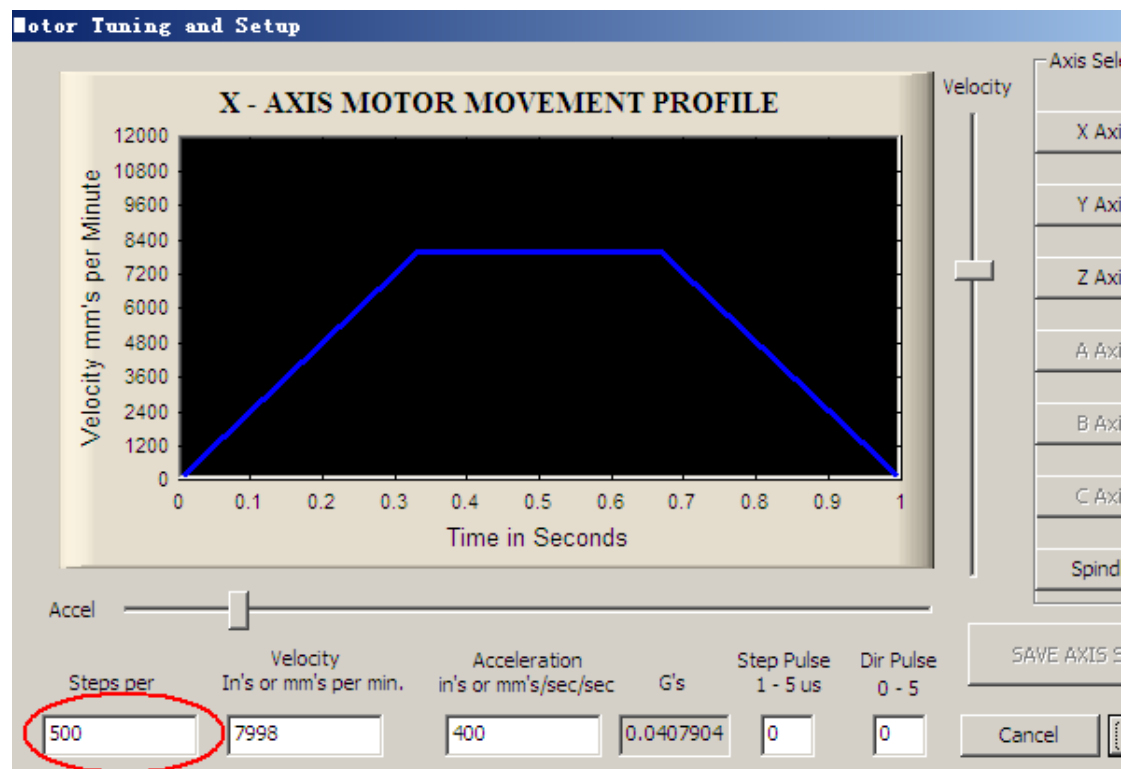 Motor Tuning and Setup
X - AXIS MOTOR MOVEMENT PROFILE
Velocity mm's per Minute
12000
10800
9600
8400
7200
6000
4800
3600
2400
1200
0
0 0.1 0.2 0.3 0.4 0.5 0.6 0.7 0.8 0.9 1
Time in Seconds
Velocity
Axis Sel
X Axi
Y Axi
Z Axi
A Axi
B Axi
C Axi
Spind
Accel
Steps per
500
Velocity
In's or mm's per min.
7998
Acceleration
in's or mm's/sec/sec
400
G's
0.0407904
Step Pulse
1 - 5 us
0
Dir Pulse
0 - 5
0
SAVE AXIS S
Cancel